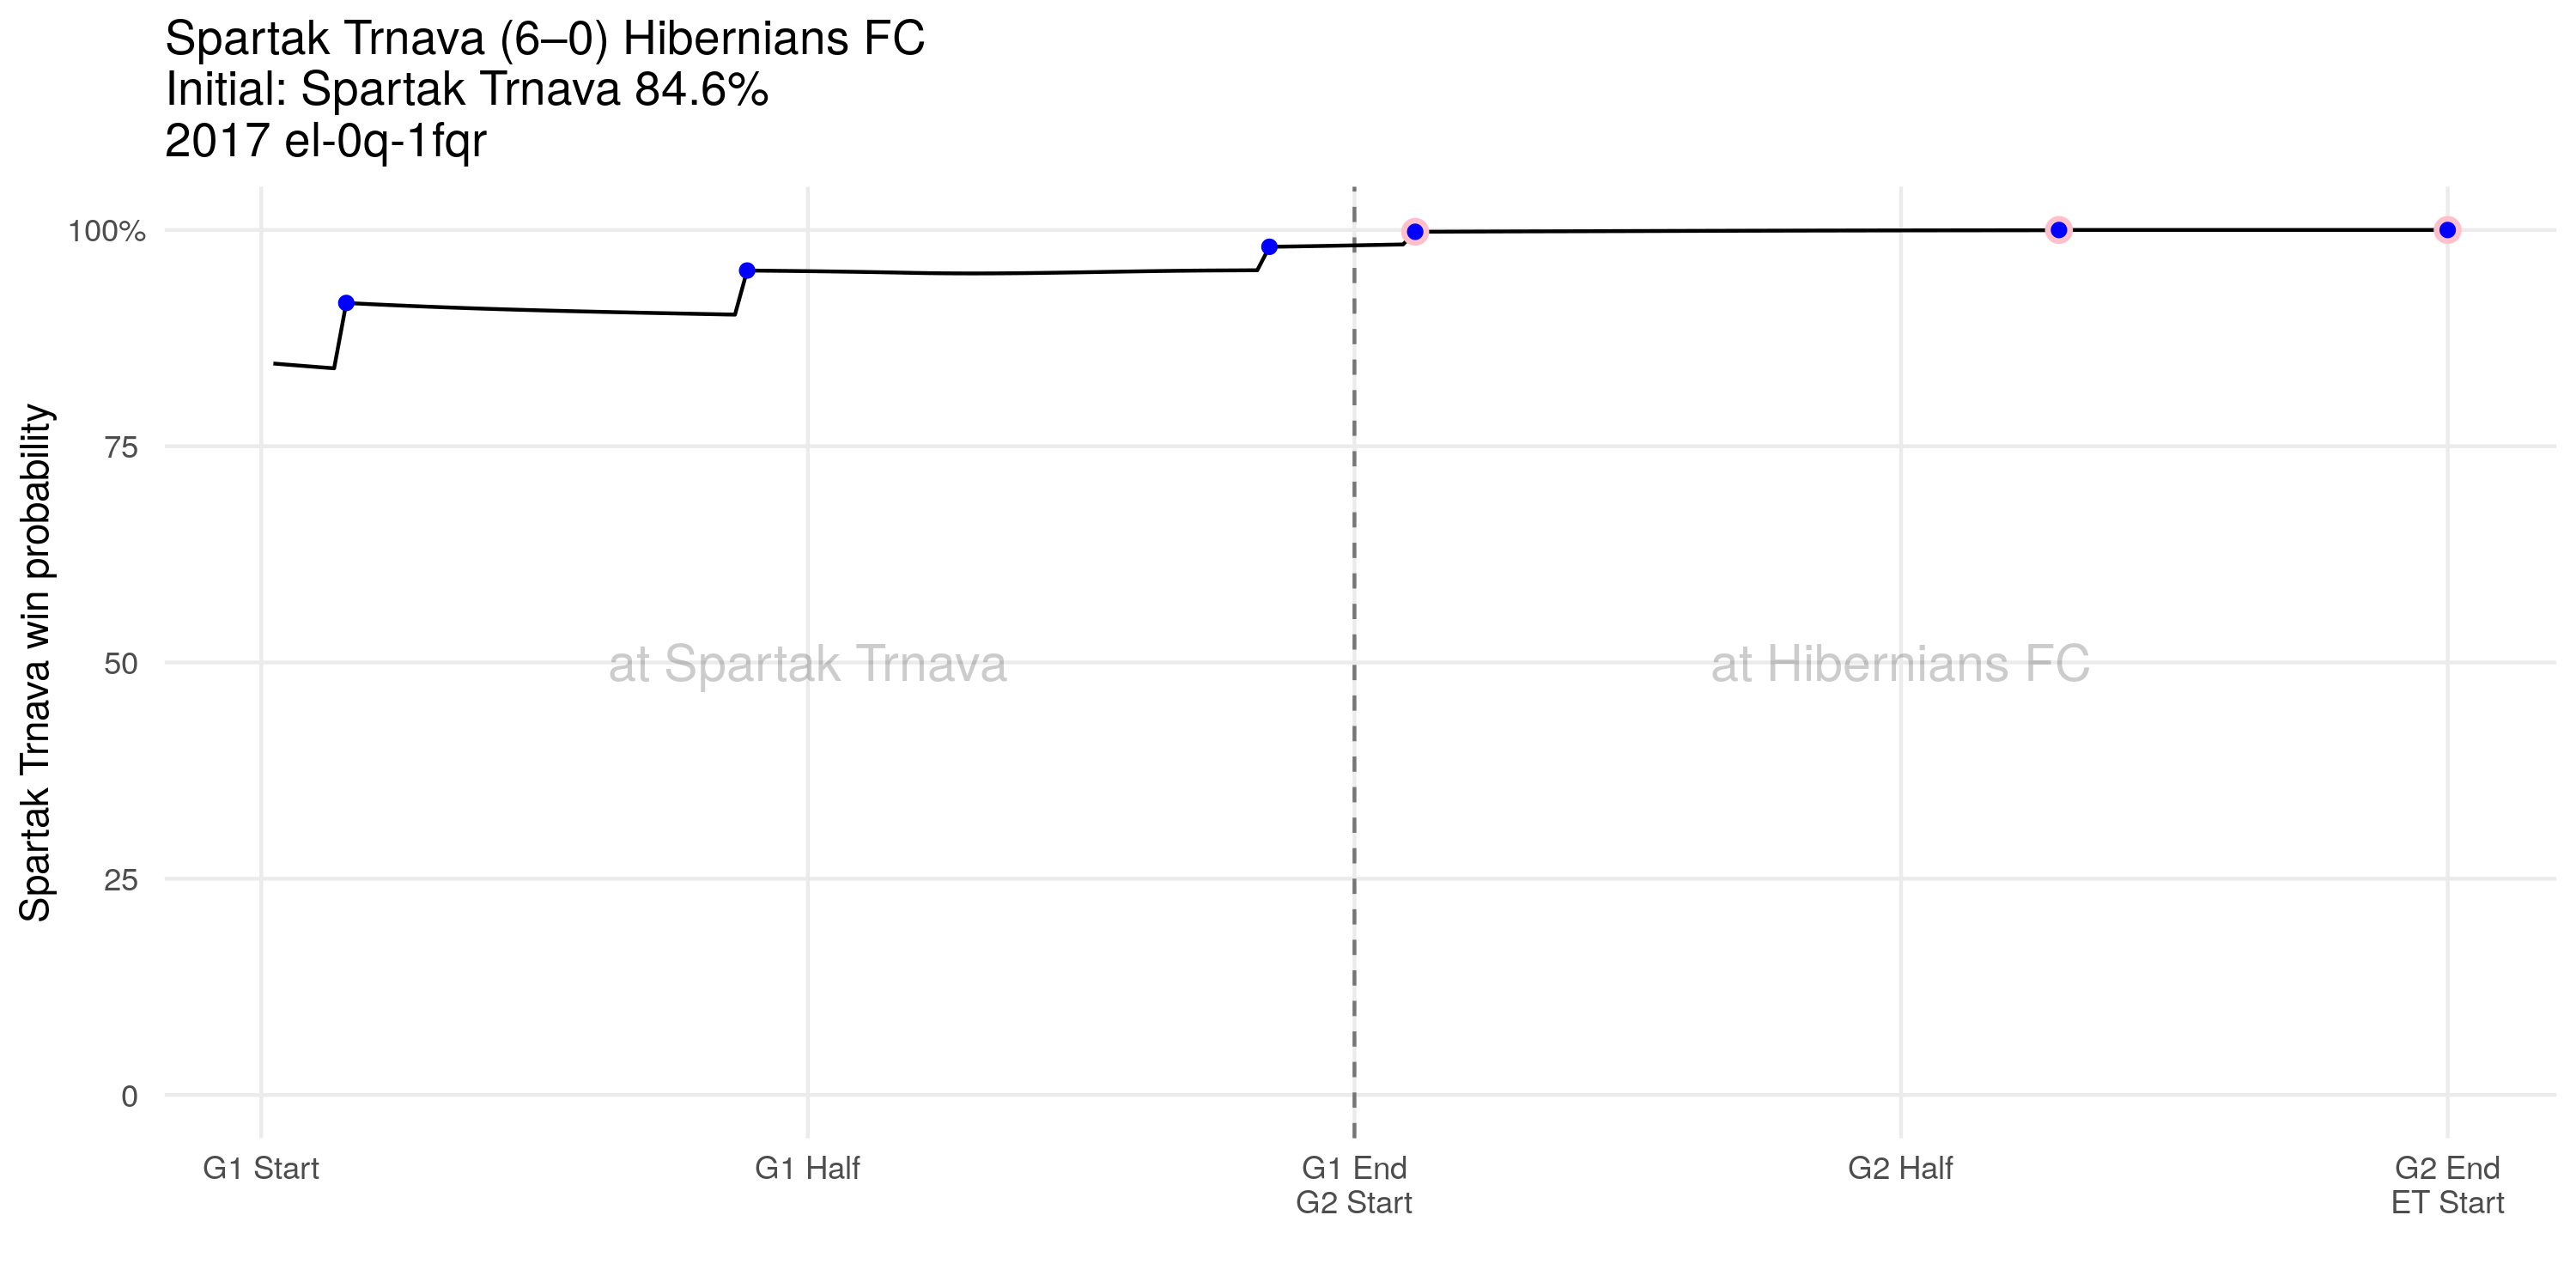 Spartak Trnava (6–0) Hibernians FC
Initial: Spartak Trnava 84.6%
2017 el-0q-1fqr
Spartak Trnava win probability
100%
75
50
25
0
at Spartak Trnava
at Hibernians FC
G1 Start
G1 Half
G1 End
G2 Start
G2 Half
G2 End
ET Start